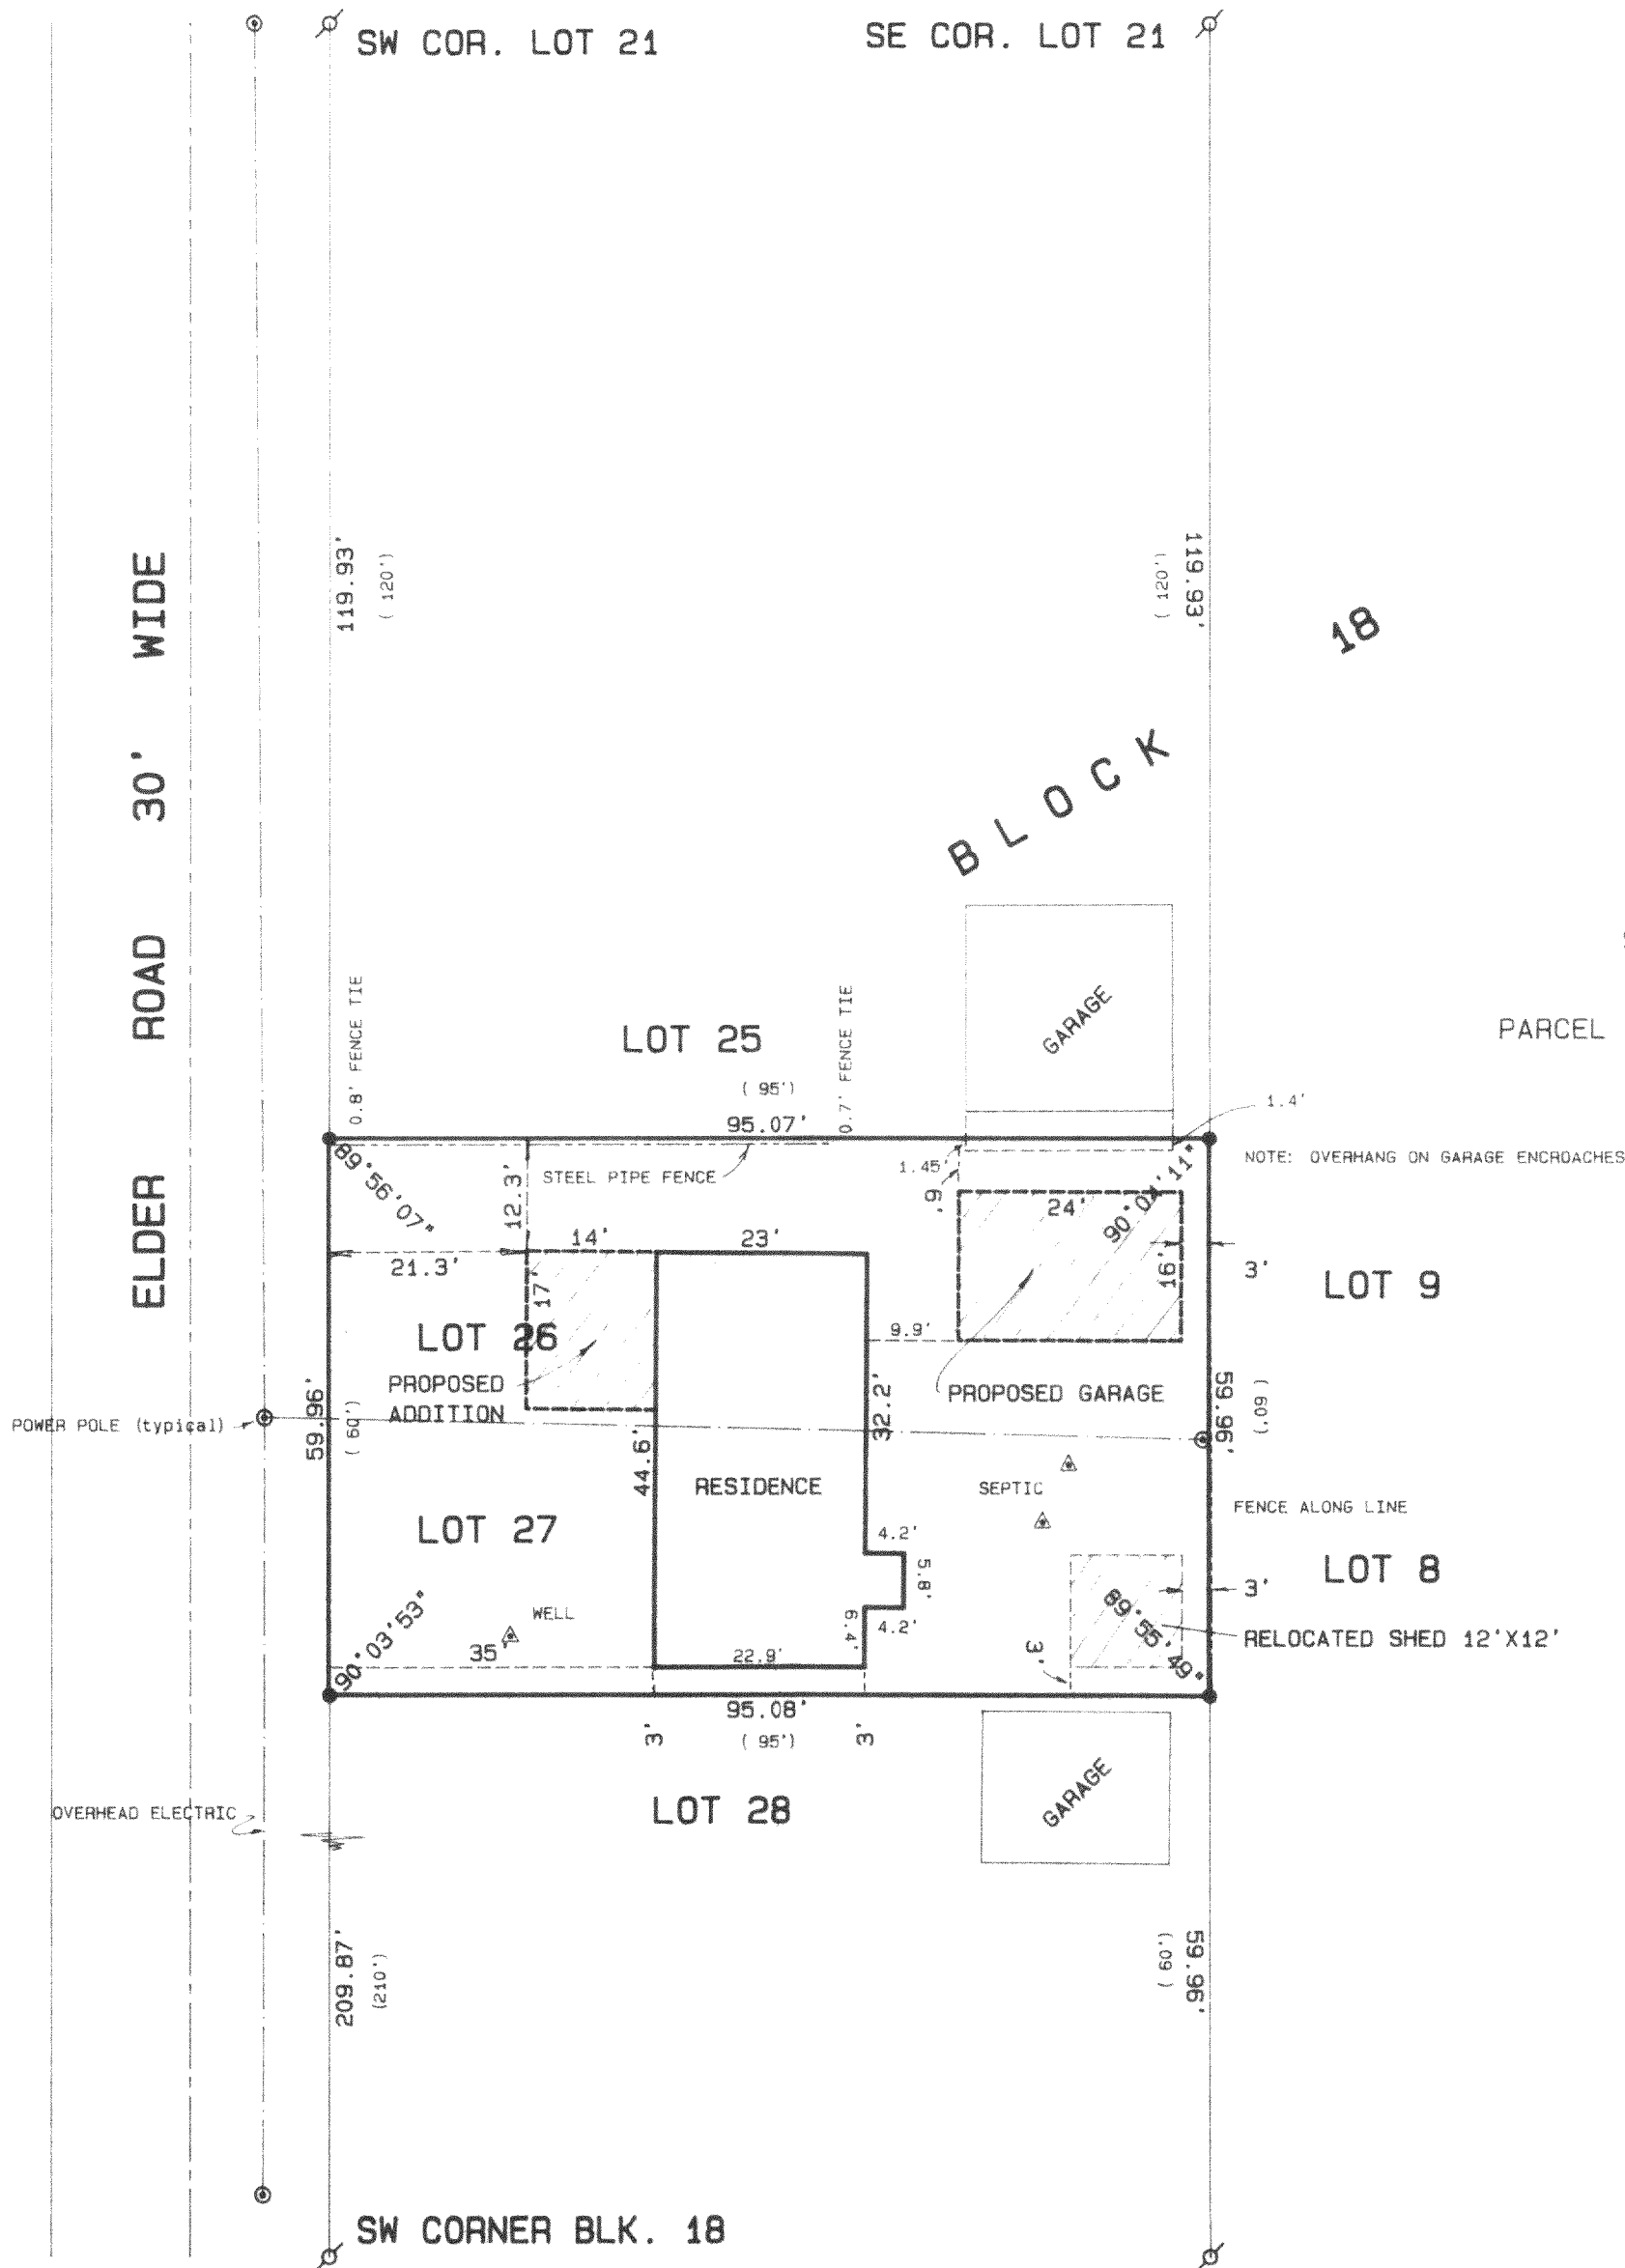 SW COR. LOT 21
SE COR. LOT 21
ELDER ROAD 30' WIDE
119.93'
( 120')
119.93'
( 120')
18
BLOCK
GARAGE
PARCEL
0.8' FENCE TIE
LOT 25
0.7' FENCE TIE
( 95')
95.07'
1.4'
NOTE: OVERHANG ON GARAGE ENCROACHES
89°56'07"
STEEL PIPE FENCE
1.45'
6'
90°04'11"
12.3'
24'
14'
23'
21.3'
17'
16'
3'
LOT 9
LOT 26
9.9'
PROPOSED
ADDITION
PROPOSED GARAGE
59.96'
( 60')
32.2'
59.96'
( 60')
POWER POLE (typical)
44.6'
RESIDENCE
SEPTIC
FENCE ALONG LINE
LOT 27
4.2'
5.8'
LOT 8
3'
90°03'53"
WELL
6.4'
4.2'
89°55'49"
RELOCATED SHED 12'X12'
35'
22.9'
3'
95.08'
( 95')
3'
3'
LOT 28
GARAGE
OVERHEAD ELECTRIC
209.87'
(210')
59.96'
( 60')
SW CORNER BLK. 18